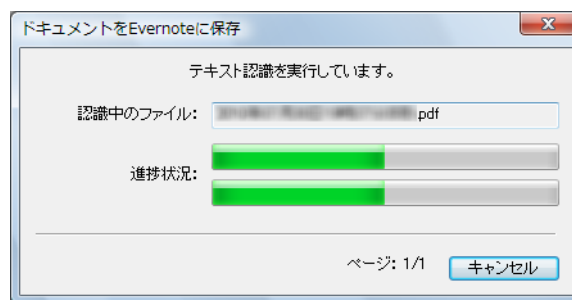 ドキュメントをEvernoteに保存
テキスト認識を実行しています。
認識中のファイル: .pdf
進捗状況:
ページ: 1/1 キャンセル